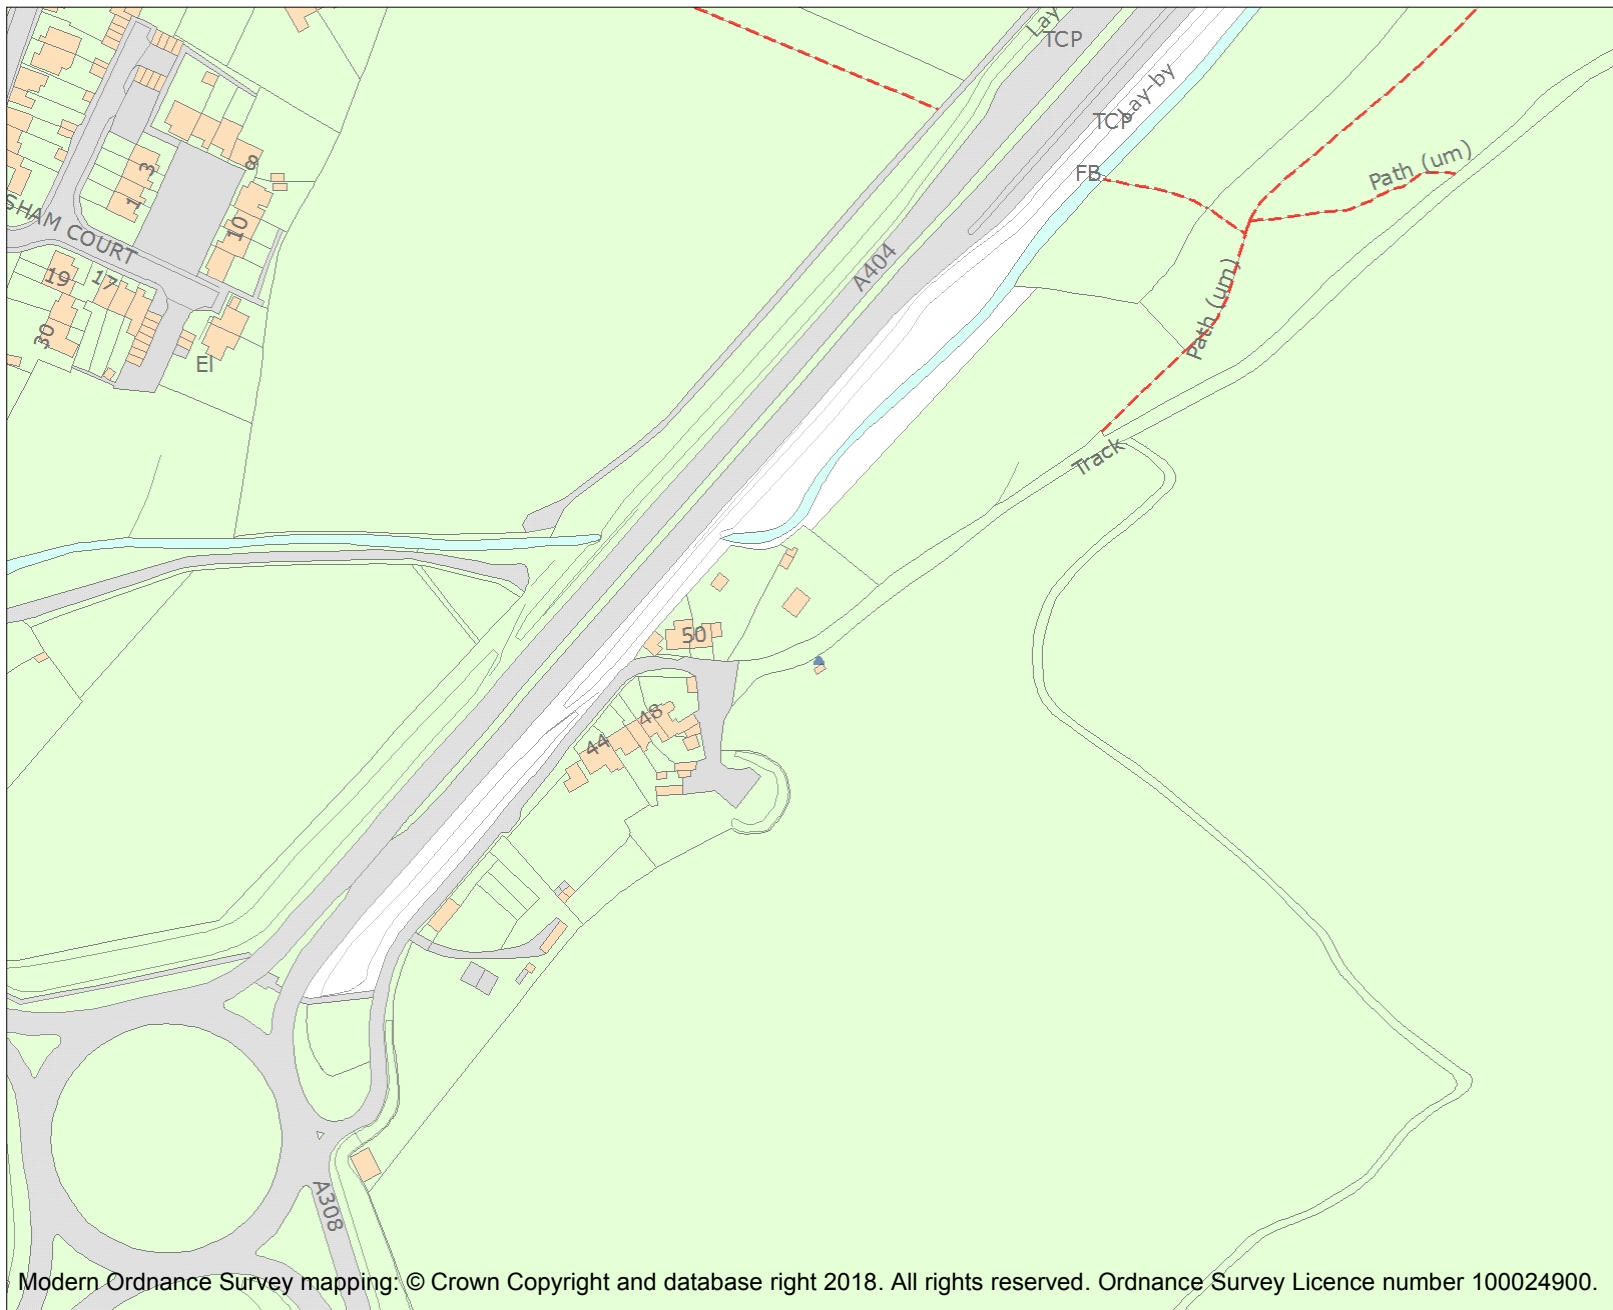 Lay
TCP
Lay-by
TCP
FB
Path (um)
3
8
1
10
SHAM COURT
A404
19
17
Path (um)
30
El
Track
50
48
44
A308
Modern Ordnance Survey mapping: © Crown Copyright and database right 2018. All rights reserved. Ordnance Survey Licence number 100024900.